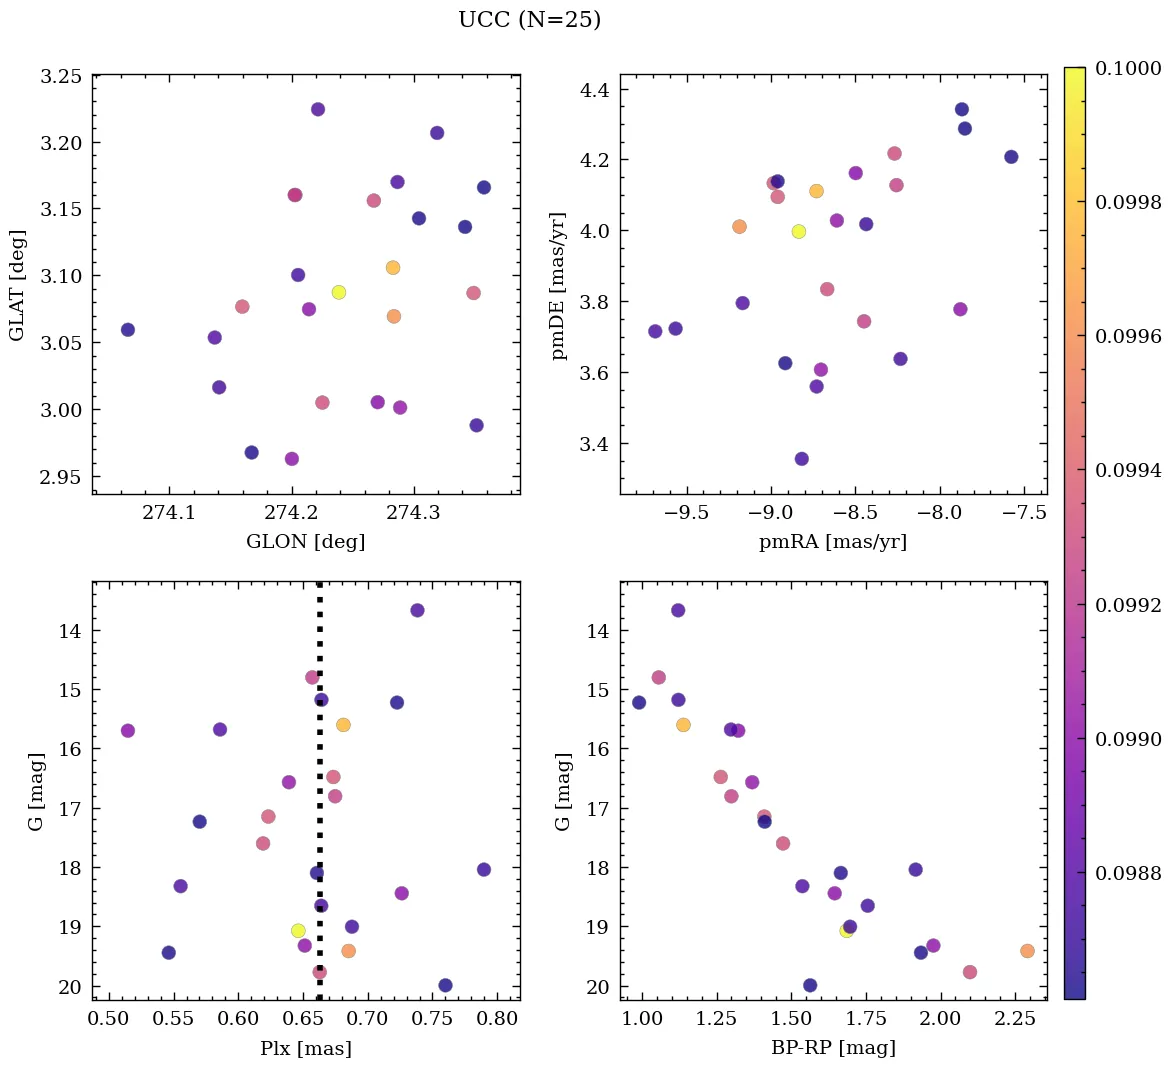 UCC (N=25)
3.25
3.20
3.15
3.10
3.05
3.00
2.95
GLAT [deg]
274.1 274.2 274.3
GLON [deg]
4.4
4.2
4.0
3.8
3.6
3.4
pmDE [mas/yr]
−9.5 −9.0 −8.5 −8.0 −7.5
pmRA [mas/yr]
14
15
16
17
18
19
20
G [mag]
0.50 0.55 0.60 0.65 0.70 0.75 0.80
Plx [mas]
14
15
16
17
18
19
20
G [mag]
1.00 1.25 1.50 1.75 2.00 2.25
BP-RP [mag]
0.1000
0.0998
0.0996
0.0994
0.0992
0.0990
0.0988